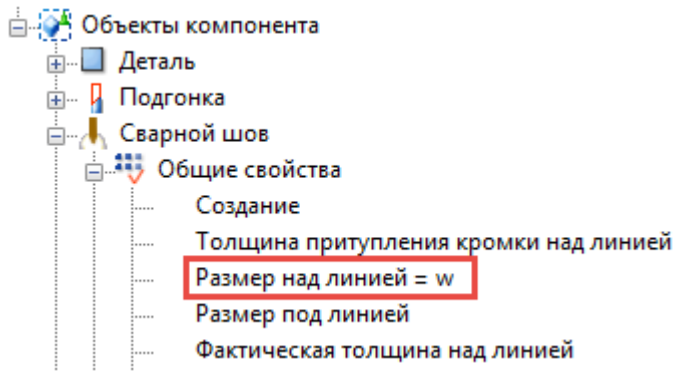 Объекты компонента
Деталь
Подгонка
Сварной шов
Общие свойства
Создание
Толщина притупления кромки над линией
Размер над линией = w
Размер под линией
Фактическая толщина над линией